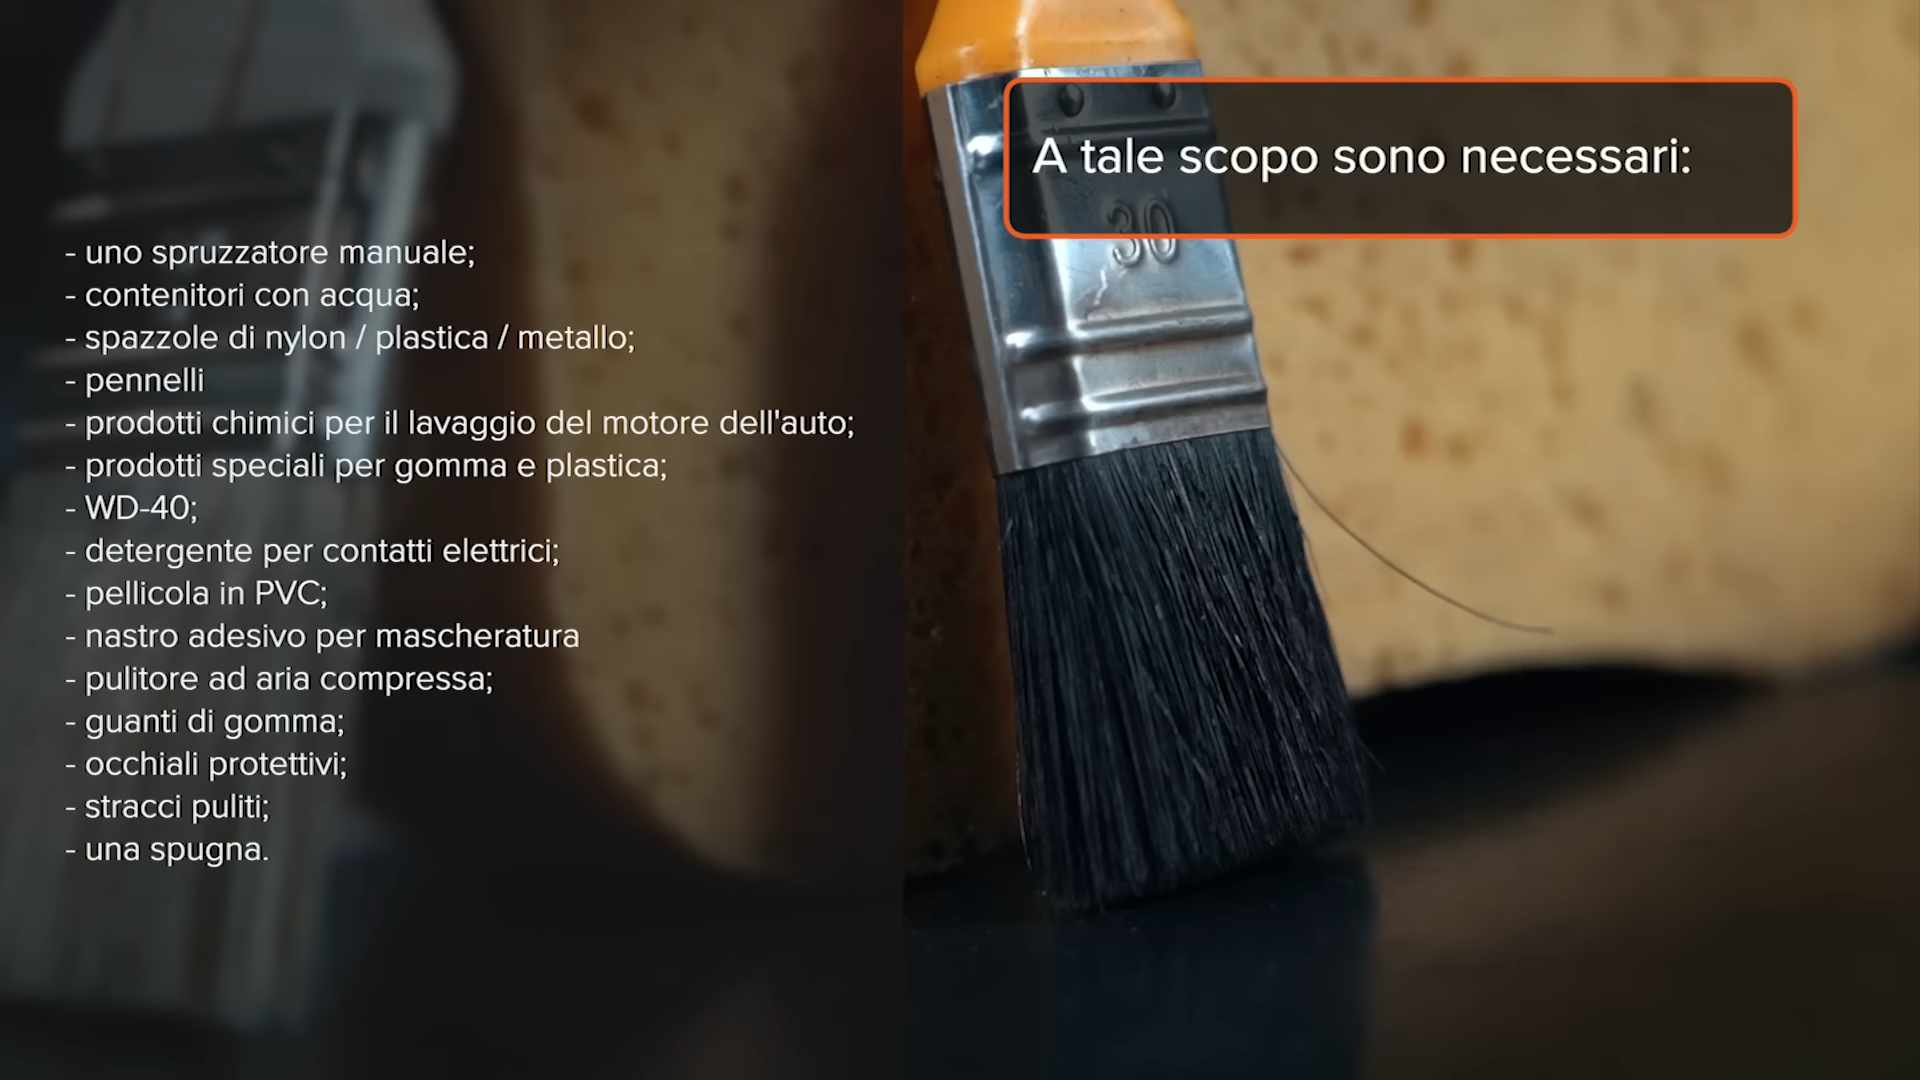 A tale scopo sono necessari:
30
- uno spruzzatore manuale;
- contenitori con acqua;
- spazzole di nylon / plastica / metallo;
- pennelli
- prodotti chimici per il lavaggio del motore dell'auto;
- prodotti speciali per gomma e plastica;
- WD-40;
- detergente per contatti elettrici;
- pellicola in PVC;
- nastro adesivo per mascheratura
- pulitore ad aria compressa;
- guanti di gomma;
- occhiali protettivi;
- stracci puliti;
- una spugna.